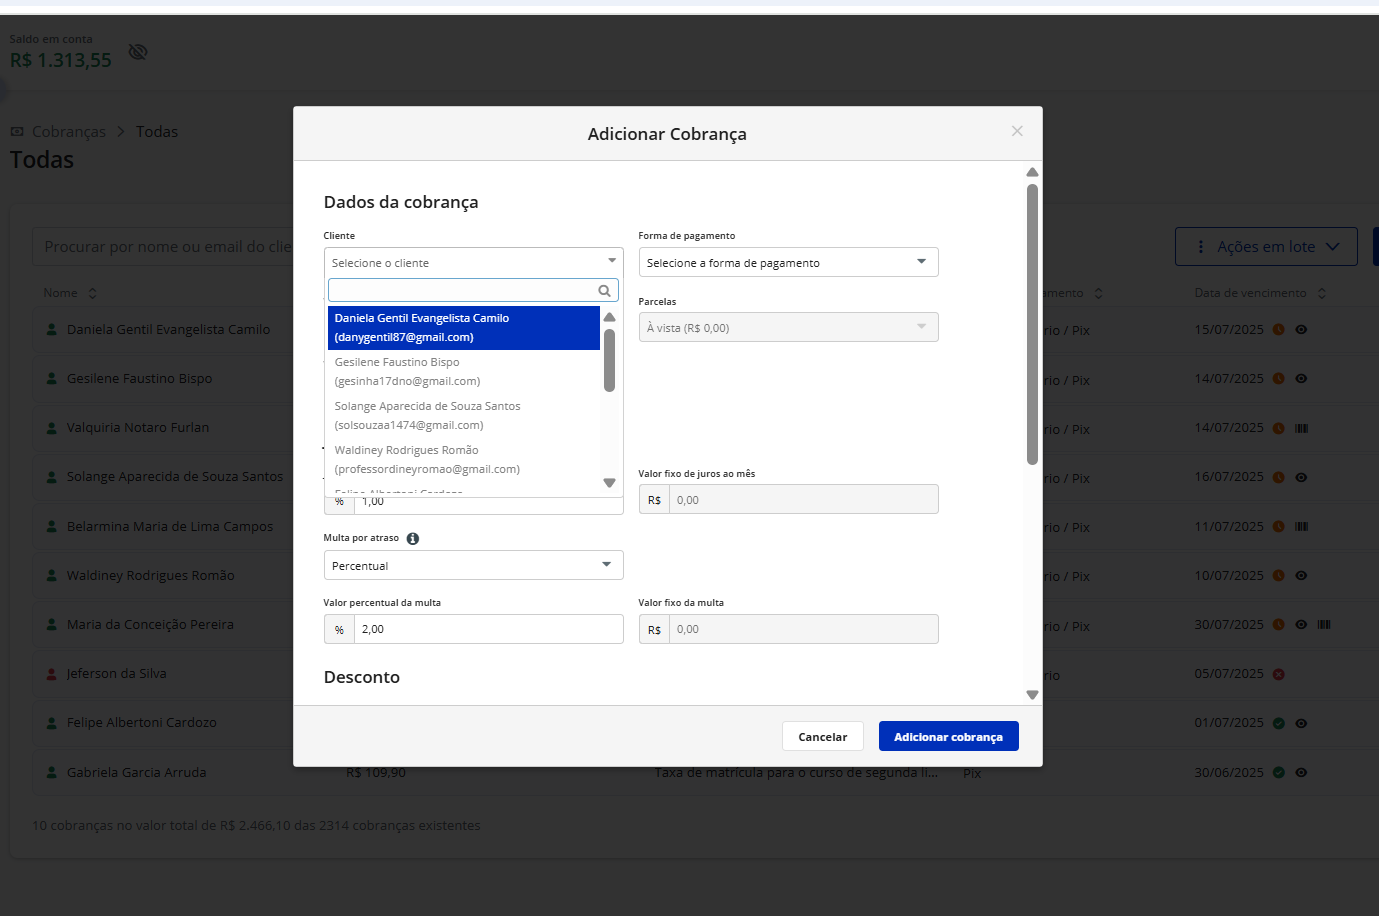 Saldo em conta
R$ 1.313,55
Cobranças > Todas
Todas
Procurar por nome ou email do clie
Ações em lote
Nome
amento
Data de vencimento
Daniela Gentil Evangelista Camilo
rio / Pix
15/07/2025
Gesilene Faustino Bispo
rio / Pix
14/07/2025
Valquiria Notaro Furlan
rio / Pix
14/07/2025
Solange Aparecida de Souza Santos
rio / Pix
16/07/2025
Belarmina Maria de Lima Campos
rio / Pix
11/07/2025
Waldiney Rodrigues Romão
rio / Pix
10/07/2025
Maria da Conceição Pereira
rio / Pix
30/07/2025
Jeferson da Silva
rio
05/07/2025
Felipe Albertoni Cardozo
01/07/2025
Gabriela Garcia Arruda
R$ 109,90
Taxa de matrícula para o curso de segunda li...
Pix
30/06/2025
10 cobranças no valor total de R$ 2.466,10 das 2314 cobranças existentes
Adicionar Cobrança
Dados da cobrança
Cliente
Selecione o cliente
Daniela Gentil Evangelista Camilo
(danygentil87@gmail.com)
Gesilene Faustino Bispo
(gesinha17dno@gmail.com)
Solange Aparecida de Souza Santos
(solsouzaa1474@gmail.com)
Waldiney Rodrigues Romão
(professordineyromao@gmail.com)
Felipe Albertoni Cardozo
Forma de pagamento
Selecione a forma de pagamento
Parcelas
À vista (R$ 0,00)
% 1,00
Valor fixo de juros ao mês
R$ 0,00
Multa por atraso
Percentual
Valor percentual da multa
% 2,00
Valor fixo da multa
R$ 0,00
Desconto
Cancelar
Adicionar cobrança